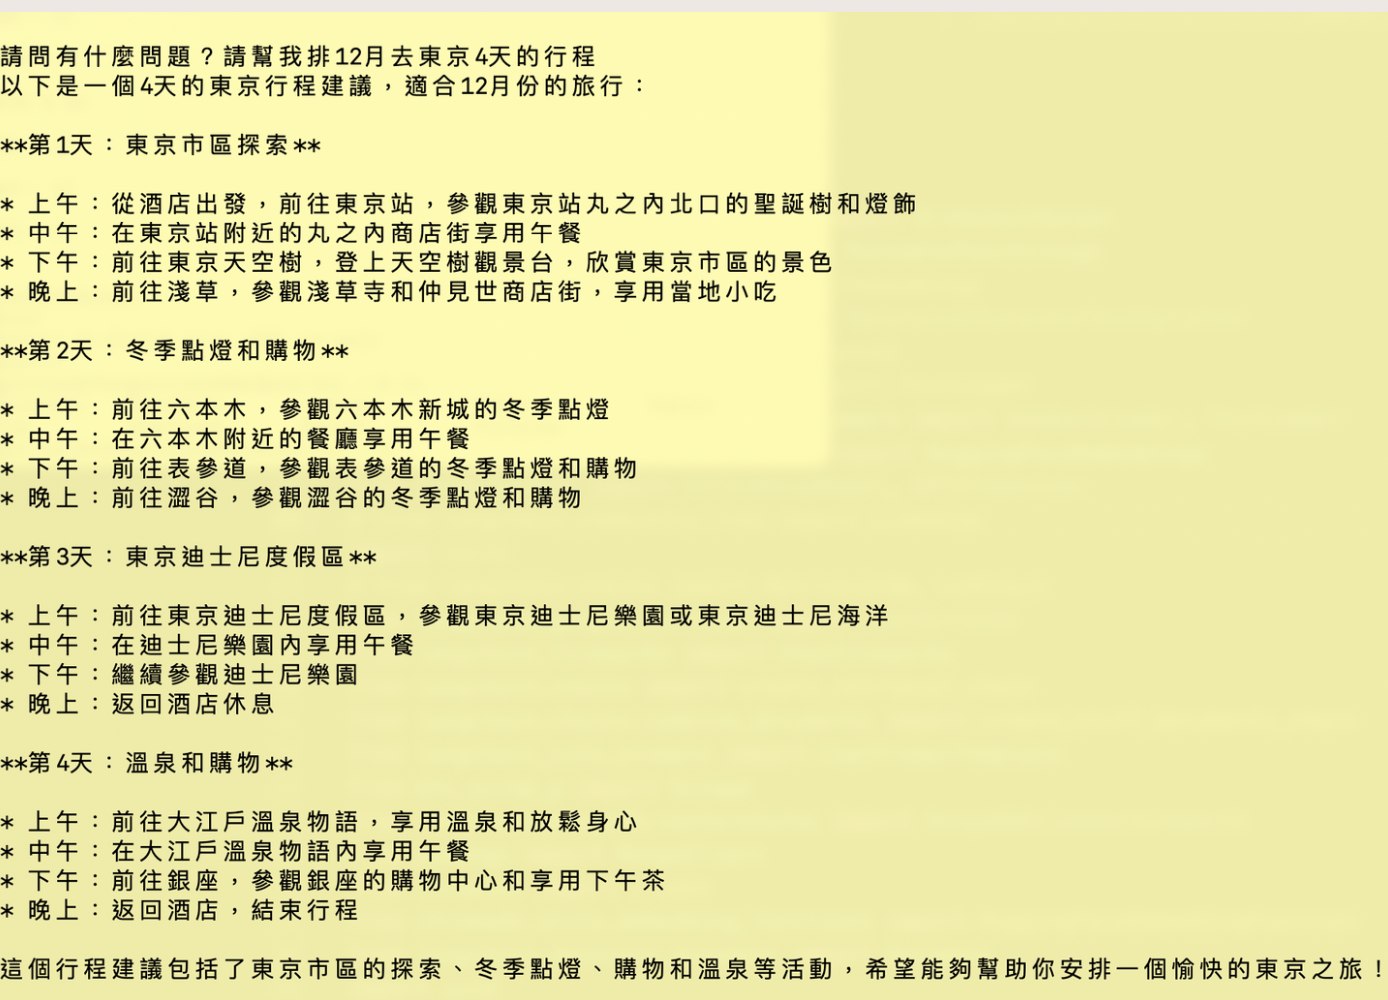 請問有什麼問題？請幫我排12月去東京4天的行程
以下是一個4天的東京行程建議，適合12月份的旅行：
**第1天：東京市區探索**
* 上午：從酒店出發，前往東京站，參觀東京站丸之內北口的聖誕樹和燈飾
* 中午：在東京站附近的丸之內商店街享用午餐
* 下午：前往東京天空樹，登上天空樹觀景台，欣賞東京市區的景色
* 晚上：前往淺草，參觀淺草寺和仲見世商店街，享用當地小吃
**第2天：冬季點燈和購物**
* 上午：前往六本木，參觀六本木新城的冬季點燈
* 中午：在六本木附近的餐廳享用午餐
* 下午：前往表參道，參觀表參道的冬季點燈和購物
* 晚上：前往澀谷，參觀澀谷的冬季點燈和購物
**第3天：東京迪士尼度假區**
* 上午：前往東京迪士尼度假區，參觀東京迪士尼樂園或東京迪士尼海洋
* 中午：在迪士尼樂園內享用午餐
* 下午：繼續參觀迪士尼樂園
* 晚上：返回酒店休息
**第4天：溫泉和購物**
* 上午：前往大江戶溫泉物語，享用溫泉和放鬆身心
* 中午：在大江戶溫泉物語內享用午餐
* 下午：前往銀座，參觀銀座的購物中心和享用下午茶
* 晚上：返回酒店，結束行程
這個行程建議包括了東京市區的探索、冬季點燈、購物和溫泉等活動，希望能夠幫助你安排一個愉快的東京之旅！